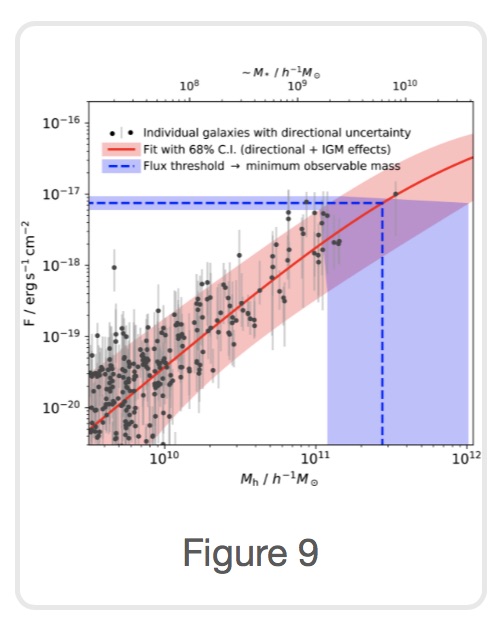 ~ M⋆ / h⁻¹M⊙
10⁸ 10⁹ 10¹⁰
10⁻¹⁶
10⁻¹⁷
10⁻¹⁸
10⁻¹⁹
10⁻²⁰
F / erg s⁻¹ cm⁻²
Individual galaxies with directional uncertainty
Fit with 68% C.I. (directional + IGM effects)
Flux threshold → minimum observable mass
10¹⁰ 10¹¹ 10¹²
Mₕ / h⁻¹M⊙
Figure 9